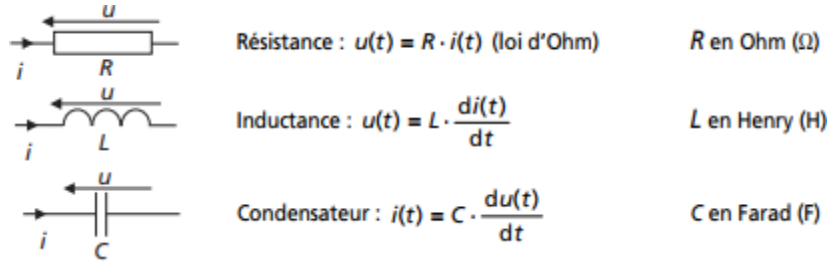 u
Résistance : u(t) = R · i(t) (loi d'Ohm) R en Ohm (Ω)
i R
u
Inductance : u(t) = L · di(t)/dt L en Henry (H)
i L
u
Condensateur : i(t) = C · du(t)/dt C en Farad (F)
i C